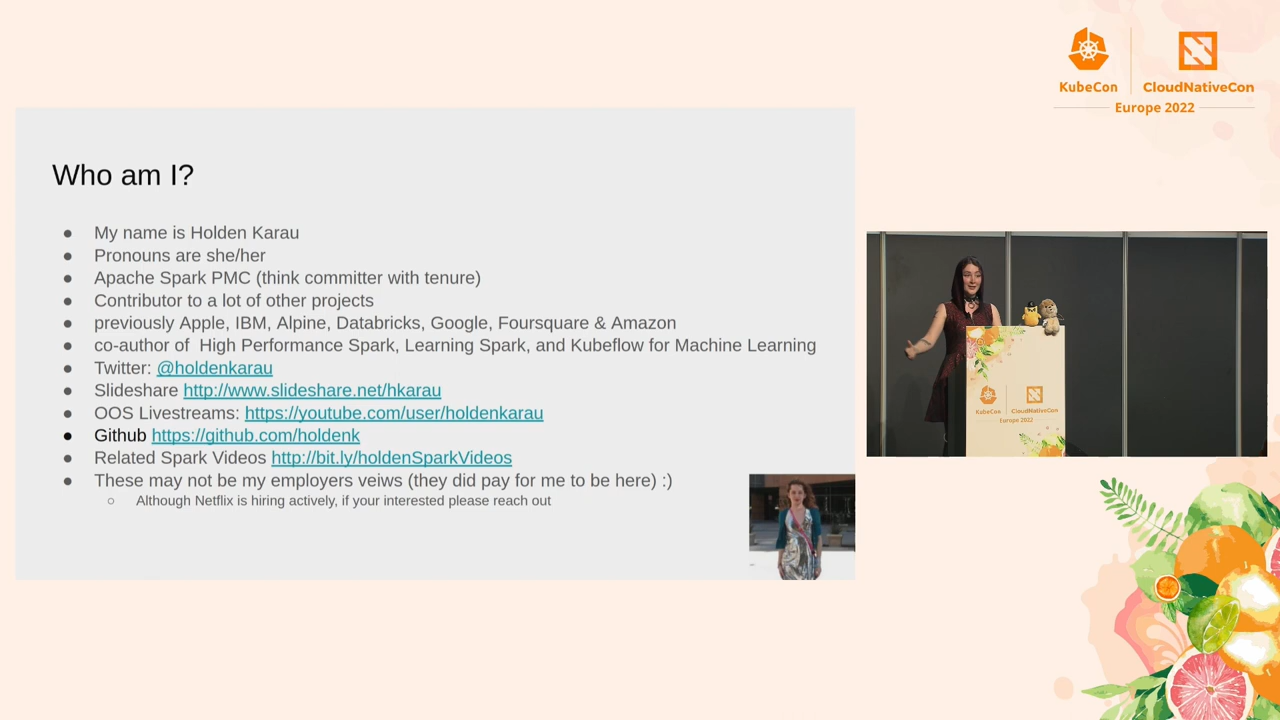 KubeCon
CloudNativeCon
Europe 2022
Who am I?
● My name is Holden Karau
● Pronouns are she/her
● Apache Spark PMC (think committer with tenure)
● Contributor to a lot of other projects
● previously Apple, IBM, Alpine, Databricks, Google, Foursquare & Amazon
● co-author of High Performance Spark, Learning Spark, and Kubeflow for Machine Learning
● Twitter: @holdenkarau
● Slideshare http://www.slideshare.net/hkarau
● OOS Livestreams: https://youtube.com/user/holdenkarau
● Github https://github.com/holdenk
● Related Spark Videos http://bit.ly/holdenSparkVideos
● These may not be my employers veiws (they did pay for me to be here) :)
○ Although Netflix is hiring actively, if your interested please reach out
KubeCon
CloudNativeCon
Europe 2022